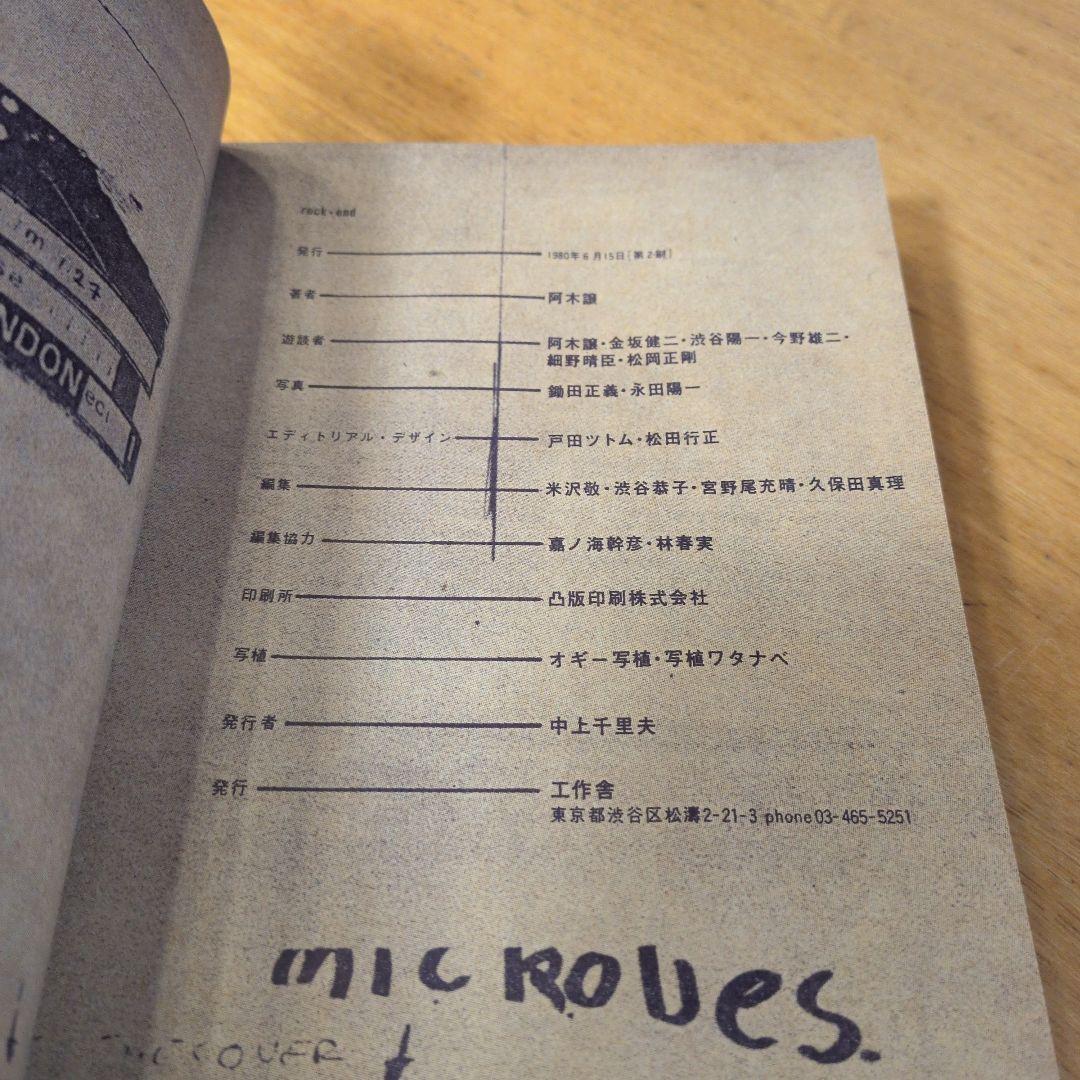 m 1:27
se
NDON
eci
rock・end
発行 1980年6月15日[第2刷]
著者 阿木譲
遊談者 阿木譲・金坂健二・渋谷陽一・今野雄二・
細野晴臣・松岡正剛
写真 鋤田正義・永田陽一
エディトリアル・デザイン 戸田ツトム・松田行正
編集 米沢敬・渋谷恭子・宮野尾充晴・久保田真理
編集協力 嘉ノ海幹彦・林春実
印刷所 凸版印刷株式会社
写植 オギー写植・写植ワタナベ
発行者 中上千里夫
発行 工作舎
東京都渋谷区松濤2-21-3 phone 03-465-5251